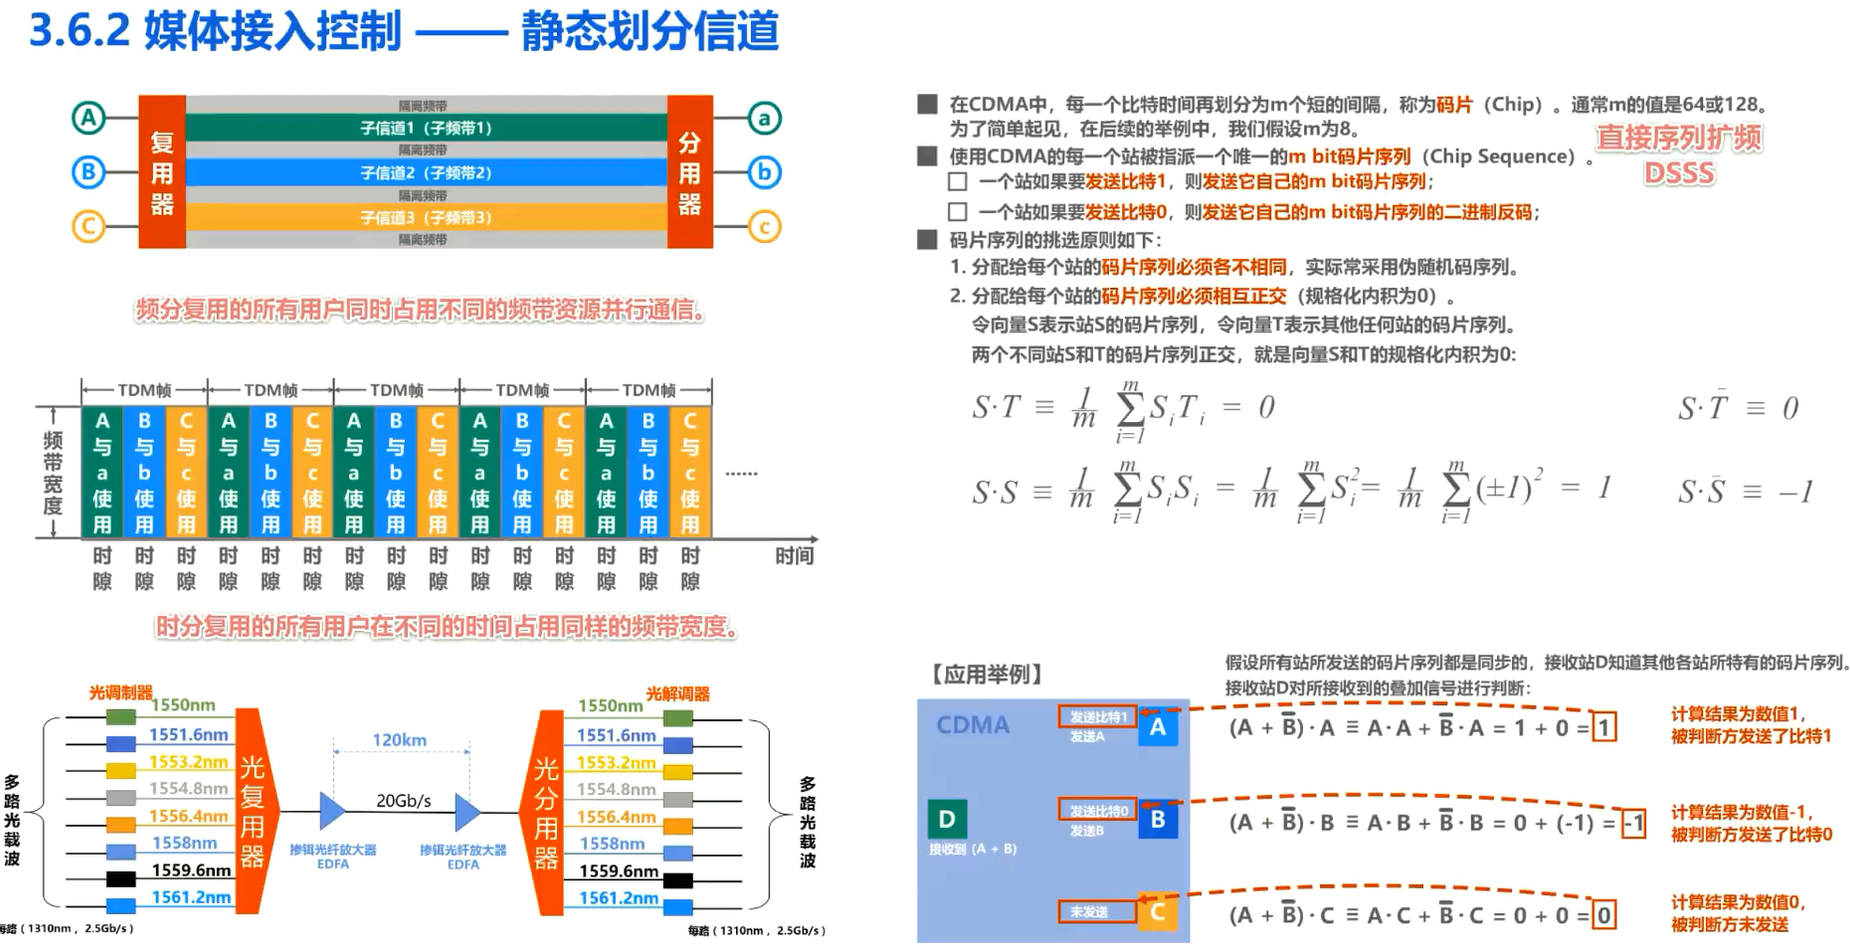 3.6.2 媒体接入控制 —— 静态划分信道
A
B
C
复用器
隔离频带
子信道1（子频带1）
隔离频带
子信道2（子频带2）
隔离频带
子信道3（子频带3）
隔离频带
分用器
a
b
c
频分复用的所有用户同时占用不同的频带资源并行通信。
TDM帧 TDM帧 TDM帧 TDM帧 TDM帧
频带宽度
A与a使用 B与b使用 C与c使用 A与a使用 B与b使用 C与c使用 A与a使用 B与b使用 C与c使用 A与a使用 B与b使用 C与c使用 A与a使用 B与b使用 C与c使用 ······
时隙 时隙 时隙 时隙 时隙 时隙 时隙 时隙 时隙 时隙 时隙 时隙 时隙 时隙 时隙 时间
时分复用的所有用户在不同的时间占用同样的频带宽度。
光调制器
多路光载波
1550nm
1551.6nm
1553.2nm
1554.8nm
1556.4nm
1558nm
1559.6nm
1561.2nm
每路（1310nm ，2.5Gb/s）
光复用器
120km
20Gb/s
掺铒光纤放大器
EDFA
掺铒光纤放大器
EDFA
光分用器
光解调器
1550nm
1551.6nm
1553.2nm
1554.8nm
1556.4nm
1558nm
1559.6nm
1561.2nm
多路光载波
每路（1310nm ，2.5Gb/s）
■ 在CDMA中，每一个比特时间再划分为m个短的间隔，称为码片（Chip）。通常m的值是64或128。
为了简单起见，在后续的举例中，我们假设m为8。
直接序列扩频
DSSS
■ 使用CDMA的每一个站被指派一个唯一的m bit码片序列（Chip Sequence）。
□ 一个站如果要发送比特1，则发送它自己的m bit码片序列；
□ 一个站如果要发送比特0，则发送它自己的m bit码片序列的二进制反码；
■ 码片序列的挑选原则如下：
1. 分配给每个站的码片序列必须各不相同，实际常采用伪随机码序列。
2. 分配给每个站的码片序列必须相互正交（规格化内积为0）。
令向量S表示站S的码片序列，令向量T表示其他任何站的码片序列。
两个不同站S和T的码片序列正交，就是向量S和T的规格化内积为0:
S·T ≡ 1/m ∑_{i=1}^{m} S_i T_i = 0 S·T̄ ≡ 0
S·S ≡ 1/m ∑_{i=1}^{m} S_i S_i = 1/m ∑_{i=1}^{m} S_i^2 = 1/m ∑_{i=1}^{m} (±1)^2 = 1 S·S̄ ≡ −1
【应用举例】
假设所有站所发送的码片序列都是同步的，接收站D知道其他各站所特有的码片序列。
接收站D对所接收到的叠加信号进行判断：
CDMA
发送比特1
发送A
A
(A + B̄)·A ≡ A·A + B̄·A = 1 + 0 = 1
计算结果为数值1，
被判断方发送了比特1
D
接收到 (A + B̄)
发送比特0
发送B̄
B
(A + B̄)·B ≡ A·B + B̄·B = 0 + (-1) = -1
计算结果为数值-1，
被判断方发送了比特0
未发送
C
(A + B̄)·C ≡ A·C + B̄·C = 0 + 0 = 0
计算结果为数值0，
被判断方未发送